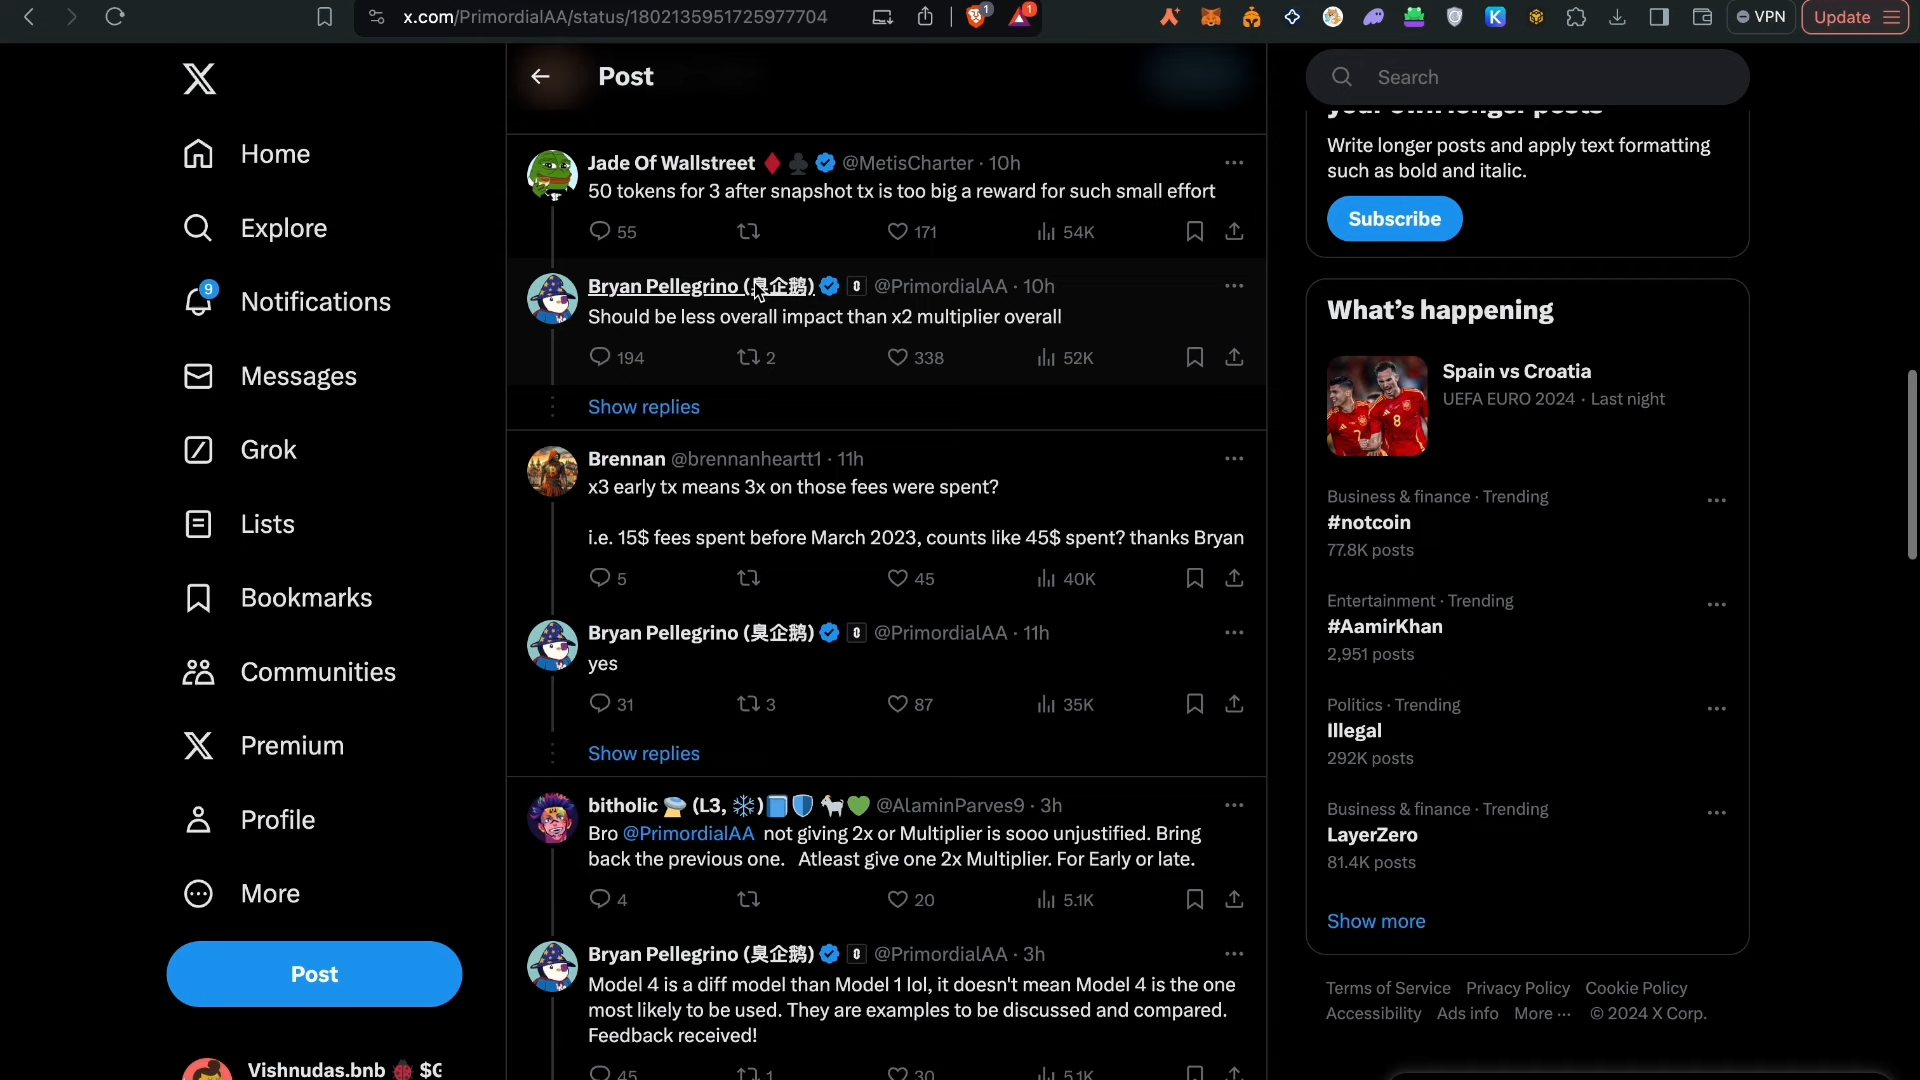 x.com/PrimordialAA/status/1802135951725977704
VPN
Update
1
1
Home
Explore
9
Notifications
Messages
Grok
Lists
Bookmarks
Communities
Premium
Profile
More
Post
Vishnudas.bnb 🐞
Post
Jade Of Wallstreet ♦️ ♣️ @MetisCharter · 10h
50 tokens for 3 after snapshot tx is too big a reward for such small effort
55 171 54K
Bryan Pellegrino (臭企鹅) @PrimordialAA · 10h
Should be less overall impact than x2 multiplier overall
194 2 338 52K
Show replies
Brennan @brennanheartt1 · 11h
x3 early tx means 3x on those fees were spent?
i.e. 15$ fees spent before March 2023, counts like 45$ spent? thanks Bryan
5 45 40K
Bryan Pellegrino (臭企鹅) @PrimordialAA · 11h
yes
31 3 87 35K
Show replies
bitholic (L3, ❄️)📘🛡️ 🐐💚 @AlaminParves9 · 3h
Bro @PrimordialAA not giving 2x or Multiplier is sooo unjustified. Bring
back the previous one. Atleast give one 2x Multiplier. For Early or late.
4 20 5.1K
Bryan Pellegrino (臭企鹅) @PrimordialAA · 3h
Model 4 is a diff model than Model 1 lol, it doesn't mean Model 4 is the one
most likely to be used. They are examples to be discussed and compared.
Feedback received!
45 1 30 5.1K
Search
your own longer posts
Write longer posts and apply text formatting
such as bold and italic.
Subscribe
What's happening
Spain vs Croatia
UEFA EURO 2024 · Last night
Business & finance · Trending
#notcoin
77.8K posts
Entertainment · Trending
#AamirKhan
2,951 posts
Politics · Trending
Illegal
292K posts
Business & finance · Trending
LayerZero
81.4K posts
Show more
Terms of Service Privacy Policy Cookie Policy
Accessibility Ads info More ··· © 2024 X Corp.